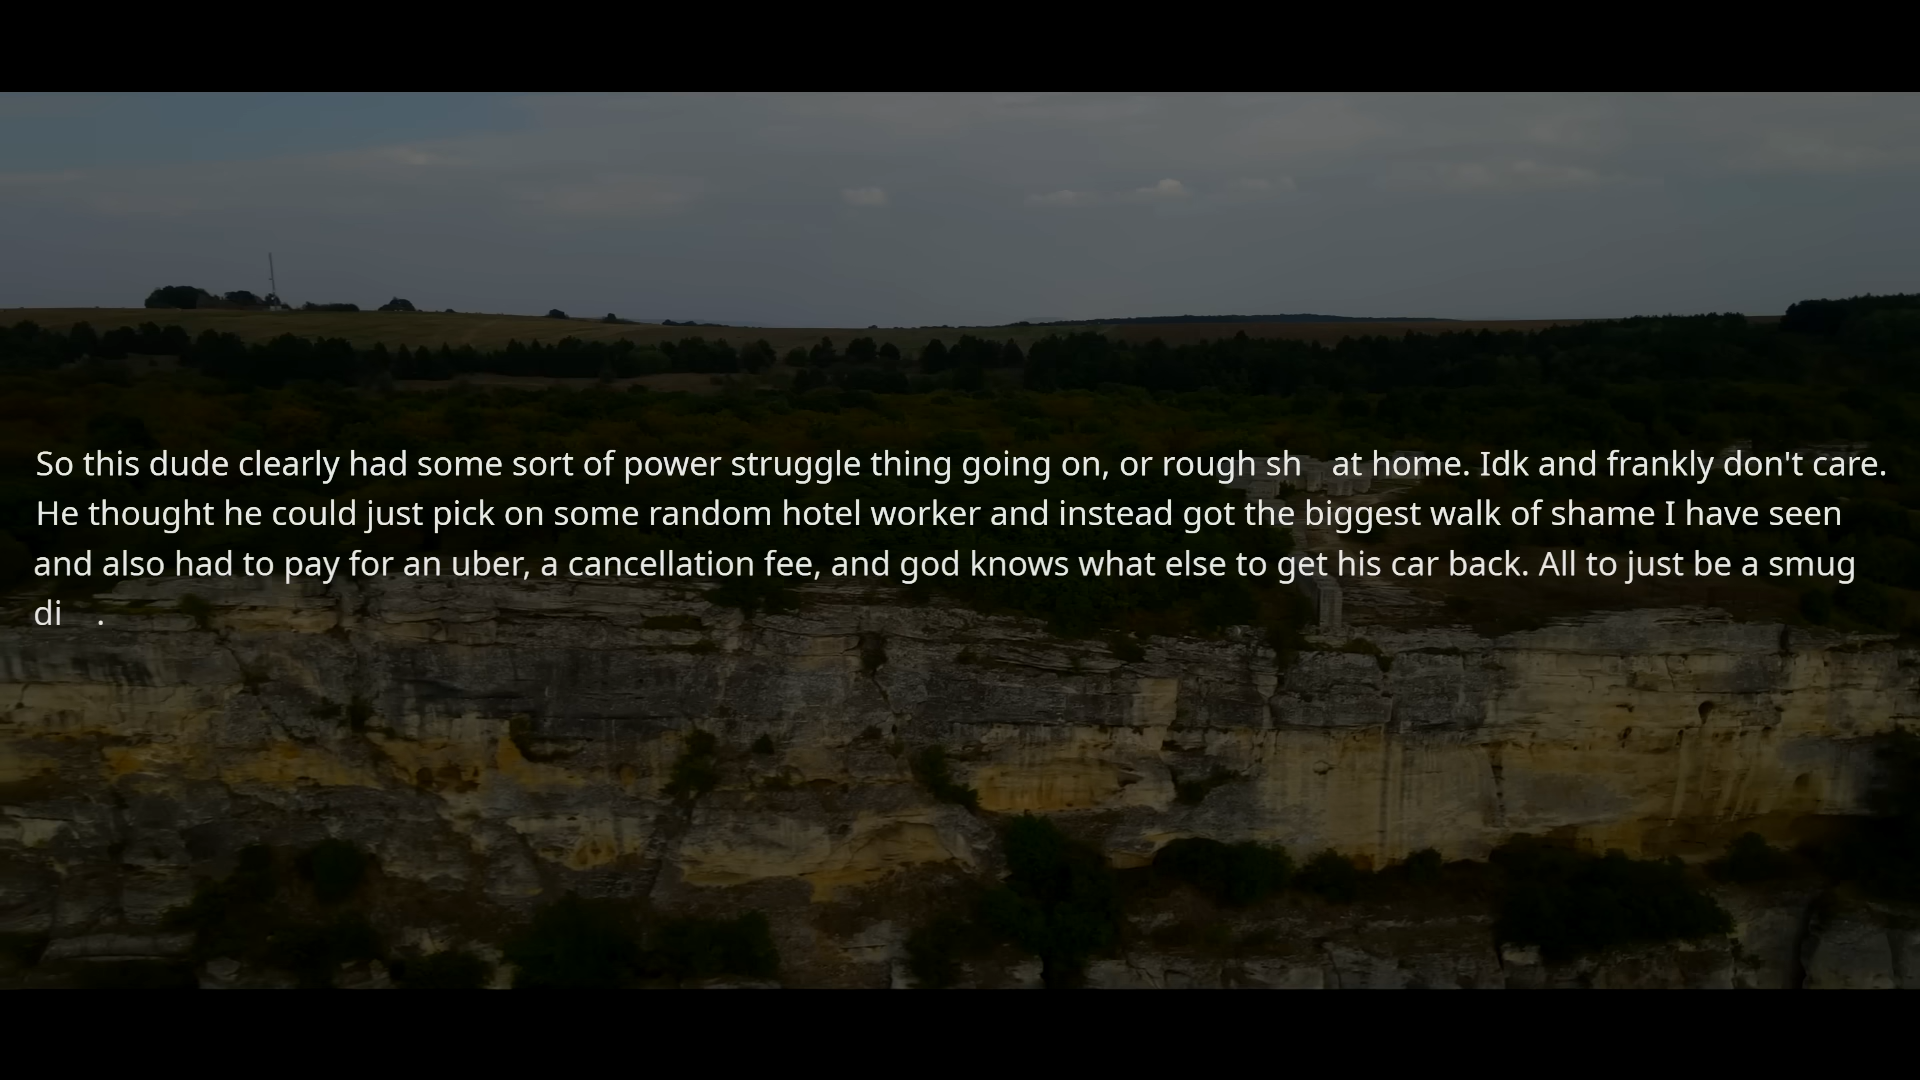 So this dude clearly had some sort of power struggle thing going on, or rough sh at home. Idk and frankly don't care.
He thought he could just pick on some random hotel worker and instead got the biggest walk of shame I have seen
and also had to pay for an uber, a cancellation fee, and god knows what else to get his car back. All to just be a smug
di .